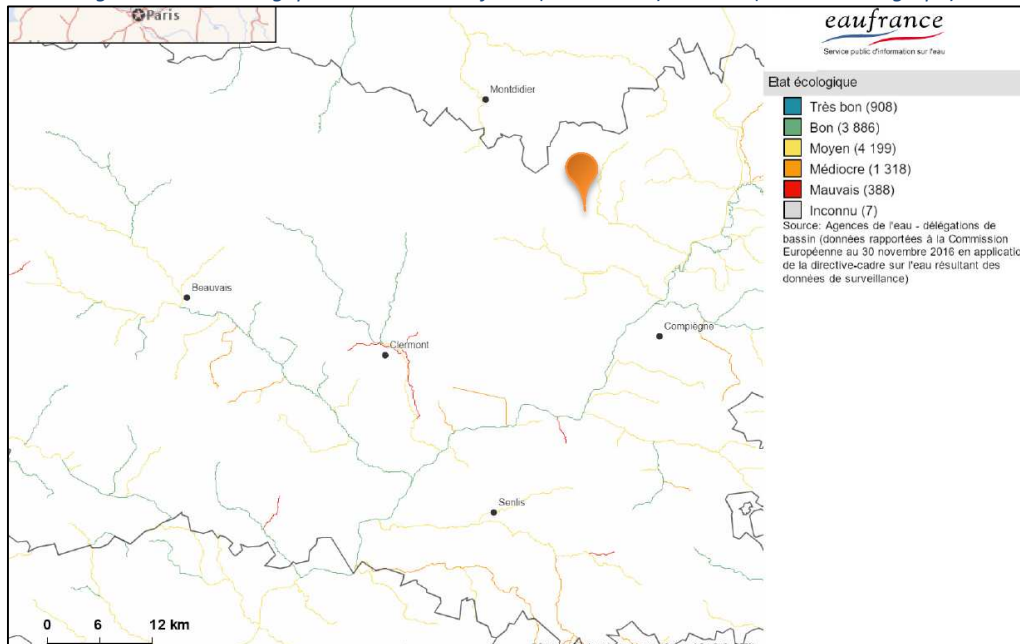 Paris
eaufrance
Service public d'information sur l'eau
Etat écologique
Très bon (908)
Bon (3 886)
Moyen (4 199)
Médiocre (1 318)
Mauvais (388)
Inconnu (7)
Source: Agences de l'eau - délégations de
bassin (données rapportées à la Commission
Européenne au 30 novembre 2016 en applicatio
de la directive-cadre sur l'eau résultant des
données de surveillance)
Montdidier
Beauvais
Clermont
Compiègne
Senlis
0 6 12 km